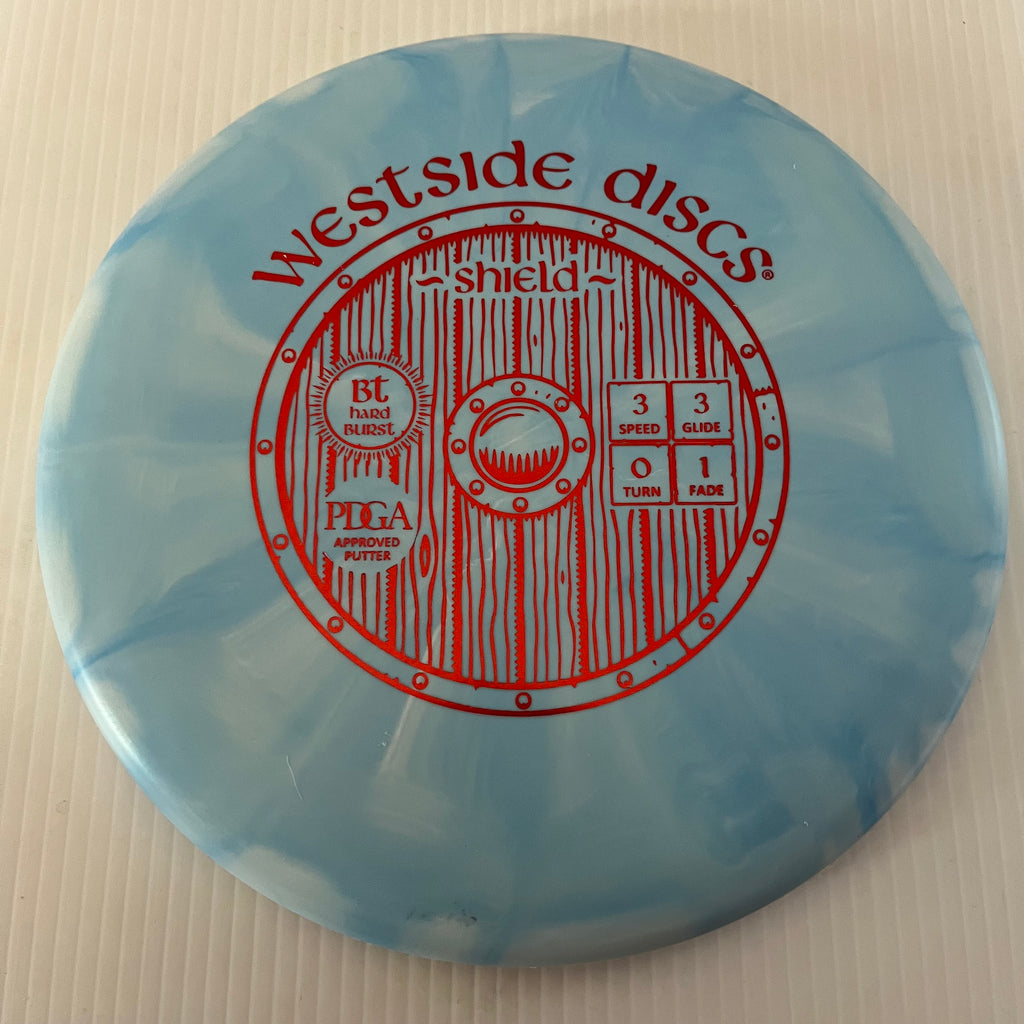 westside discs®
~shield~
Bt
hard
Burst
3 3
SPEED GLIDE
0 1
TURN FADE
PDGA
APPROVED
PUTTER